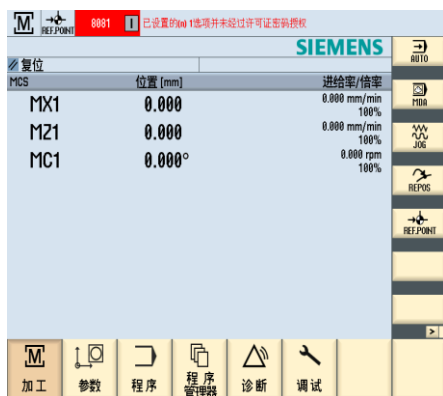 M REF.POINT 8081 已设置的(n) 1选项并未经过许可证密码授权
SIEMENS
复位
MCS 位置 [mm] 进给率/倍率
MX1 0.000 0.000 mm/min
100%
MZ1 0.000 0.000 mm/min
100%
MC1 0.000° 0.000 rpm
100%
AUTO
MDA
JOG
REPOS
REF.POINT
M
加工
参数
程序
程序
管理器
诊断
调试